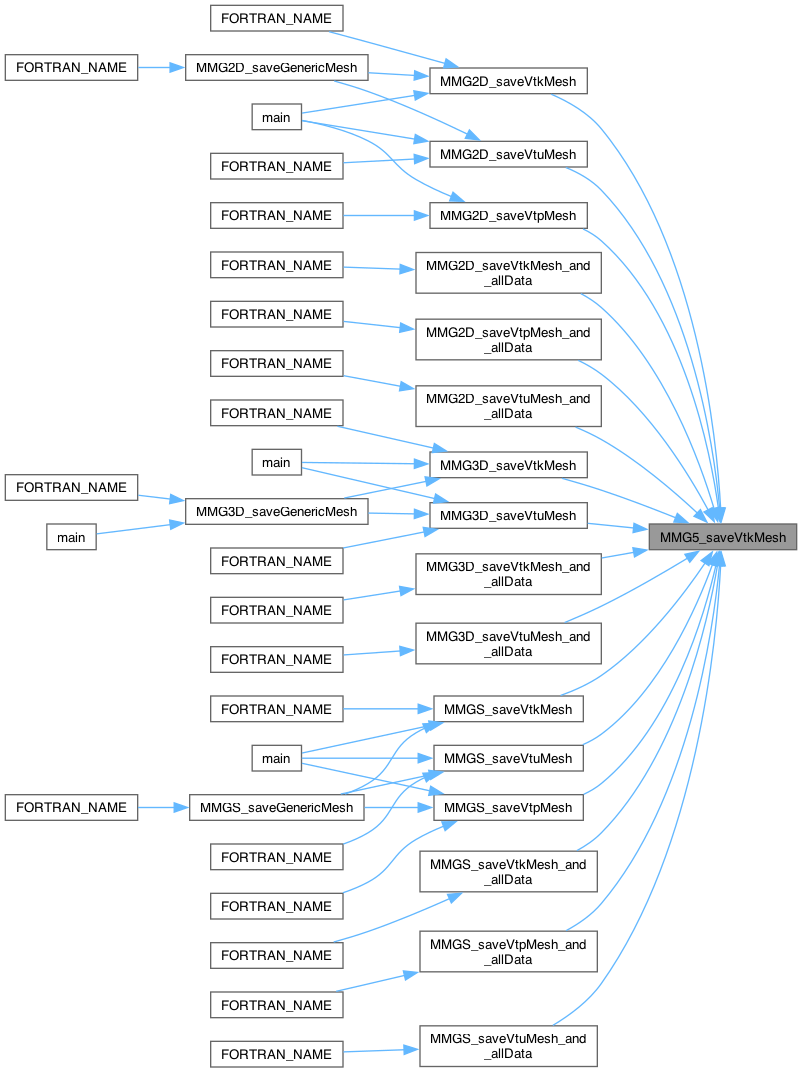 FORTRAN_NAME
FORTRAN_NAME
MMG2D_saveGenericMesh
MMG2D_saveVtkMesh
main
MMG2D_saveVtuMesh
FORTRAN_NAME
FORTRAN_NAME
MMG2D_saveVtpMesh
FORTRAN_NAME
MMG2D_saveVtkMesh_and
_allData
FORTRAN_NAME
MMG2D_saveVtpMesh_and
_allData
FORTRAN_NAME
MMG2D_saveVtuMesh_and
_allData
FORTRAN_NAME
main
MMG3D_saveVtkMesh
FORTRAN_NAME
MMG3D_saveGenericMesh
MMG3D_saveVtuMesh
main
MMG5_saveVtkMesh
FORTRAN_NAME
MMG3D_saveVtkMesh_and
_allData
FORTRAN_NAME
MMG3D_saveVtuMesh_and
_allData
FORTRAN_NAME
FORTRAN_NAME
MMGS_saveVtkMesh
main
MMGS_saveVtuMesh
FORTRAN_NAME
MMGS_saveGenericMesh
MMGS_saveVtpMesh
FORTRAN_NAME
MMGS_saveVtkMesh_and
_allData
FORTRAN_NAME
FORTRAN_NAME
MMGS_saveVtpMesh_and
_allData
FORTRAN_NAME
MMGS_saveVtuMesh_and
_allData
FORTRAN_NAME